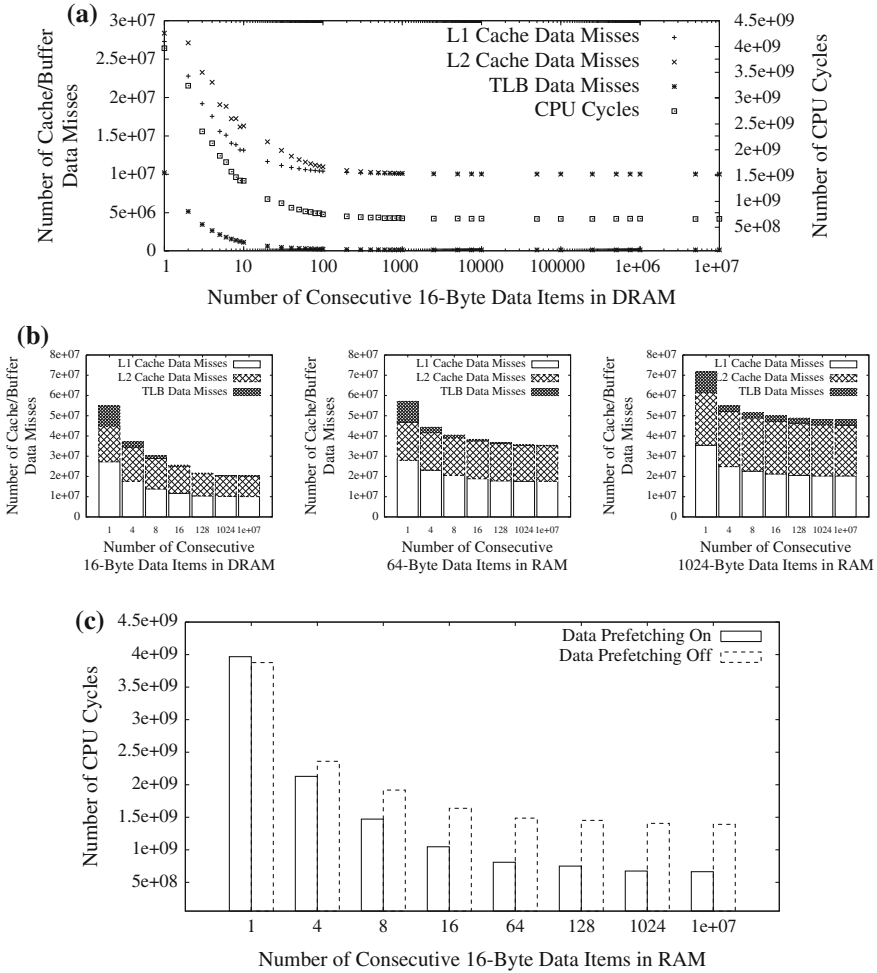 (a)
3e+07
2.5e+07
2e+07
1.5e+07
1e+07
5e+06
0
Number of Cache/Buffer
Data Misses
L1 Cache Data Misses
L2 Cache Data Misses
TLB Data Misses
CPU Cycles
4.5e+09
4e+09
3.5e+09
3e+09
2.5e+09
2e+09
1.5e+09
1e+09
5e+08
Number of CPU Cycles
1 10 100 1000 10000 100000 1e+06 1e+07
Number of Consecutive 16-Byte Data Items in DRAM
(b)
8e+07
7e+07
6e+07
5e+07
4e+07
3e+07
2e+07
1e+07
0
Number of Cache/Buffer
Data Misses
L1 Cache Data Misses
L2 Cache Data Misses
TLB Data Misses
1 4 8 16 128 1024 1e+07
Number of Consecutive
16-Byte Data Items in DRAM
8e+07
7e+07
6e+07
5e+07
4e+07
3e+07
2e+07
1e+07
0
Number of Cache/Buffer
Data Misses
L1 Cache Data Misses
L2 Cache Data Misses
TLB Data Misses
1 4 8 16 128 1024 1e+07
Number of Consecutive
64-Byte Data Items in RAM
8e+07
7e+07
6e+07
5e+07
4e+07
3e+07
2e+07
1e+07
0
Number of Cache/Buffer
Data Misses
L1 Cache Data Misses
L2 Cache Data Misses
TLB Data Misses
1 4 8 16 128 1024 1e+07
Number of Consecutive
1024-Byte Data Items in RAM
(c)
4.5e+09
4e+09
3.5e+09
3e+09
2.5e+09
2e+09
1.5e+09
1e+09
5e+08
Number of CPU Cycles
Data Prefetching On
Data Prefetching Off
1 4 8 16 64 128 1024 1e+07
Number of Consecutive 16-Byte Data Items in RAM